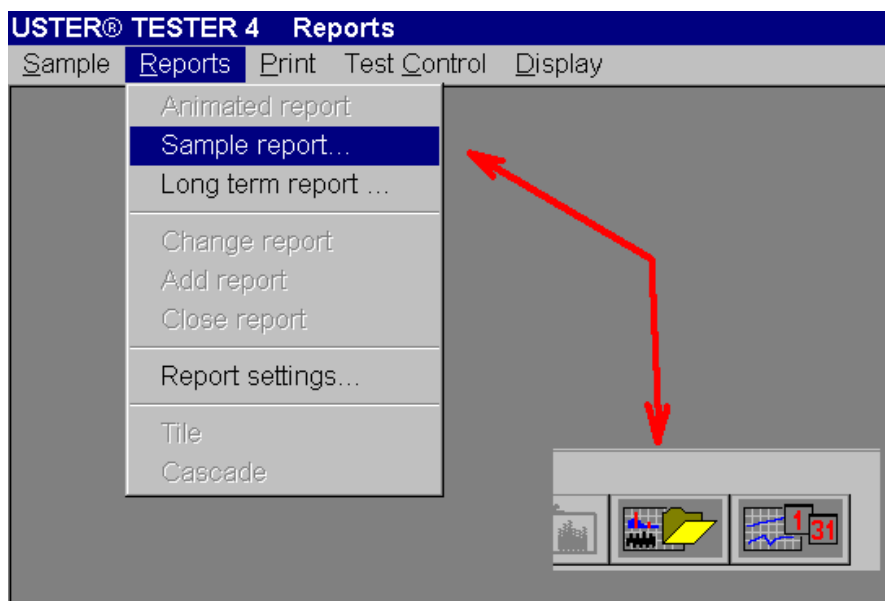 USTER® TESTER 4 Reports
Sample Reports Print Test Control Display
Animated report
Sample report...
Long term report ...
Change report
Add report
Close report
Report settings...
Tile
Cascade
1
31